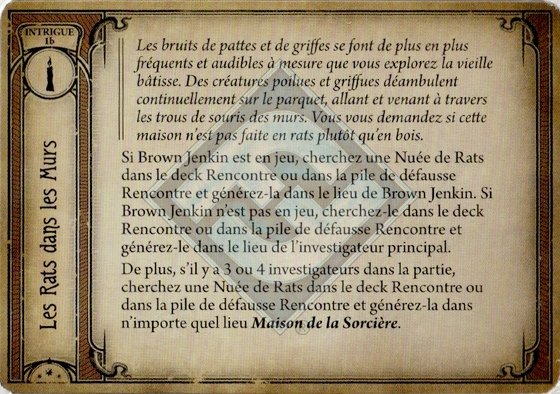 INTRIGUE
1b
Les Rats dans les Murs
Les bruits de pattes et de griffes se font de plus en plus
fréquents et audibles à mesure que vous explorez la vieille
bâtisse. Des créatures poilues et griffues déambulent
continuellement sur le parquet, allant et venant à travers
les trous de souris des murs. Vous vous demandez si cette
maison n'est pas faite en rats plutôt qu'en bois.
Si Brown Jenkin est en jeu, cherchez une Nuée de Rats
dans le deck Rencontre ou dans la pile de défausse
Rencontre et générez-la dans le lieu de Brown Jenkin. Si
Brown Jenkin n'est pas en jeu, cherchez-le dans le deck
Rencontre ou dans la pile de défausse Rencontre et
générez-le dans le lieu de l'investigateur principal.
De plus, s'il y a 3 ou 4 investigateurs dans la partie,
cherchez une Nuée de Rats dans le deck Rencontre ou
dans la pile de défausse Rencontre et générez-la dans
n'importe quel lieu Maison de la Sorcière.